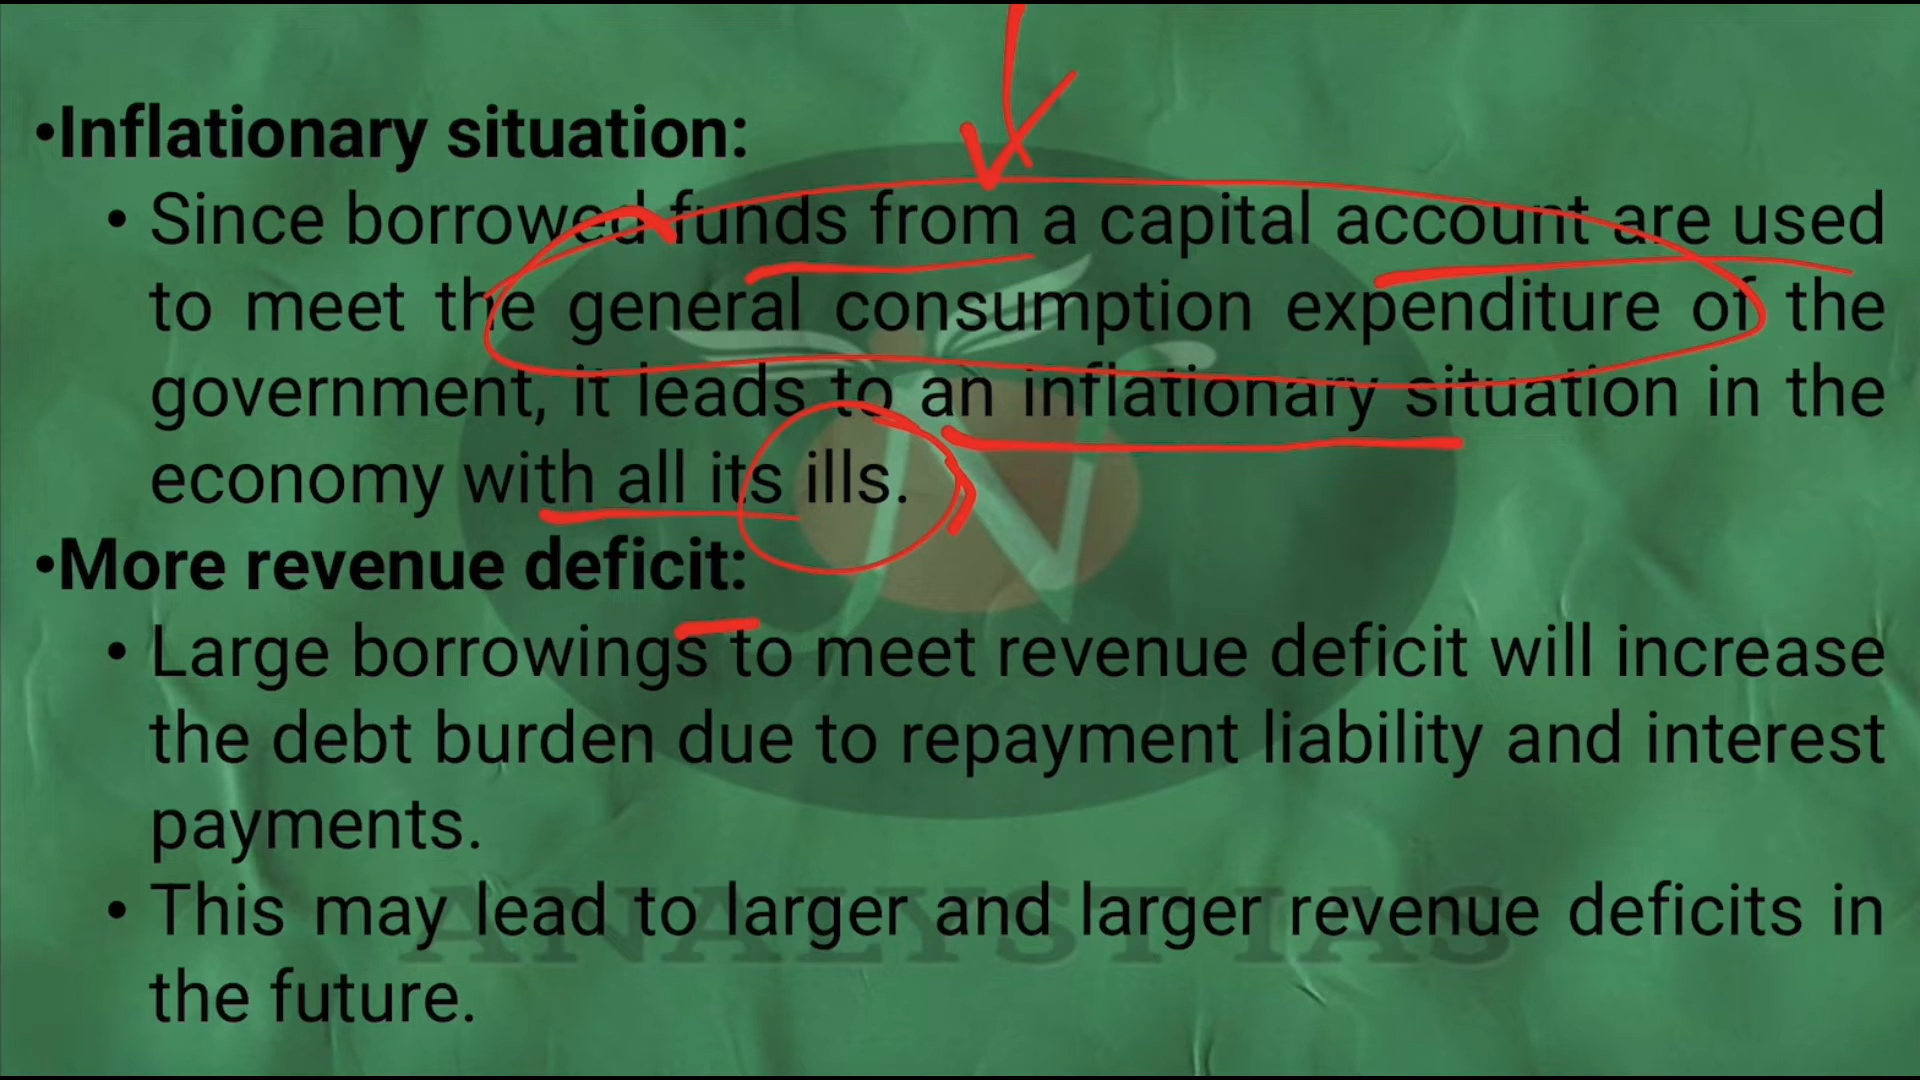 •Inflationary situation:
• Since borrowed funds from a capital account are used
to meet the general consumption expenditure of the
government, it leads to an inflationary situation in the
economy with all its ills.
•More revenue deficit:
• Large borrowings to meet revenue deficit will increase
the debt burden due to repayment liability and interest
payments.
• This may lead to larger and larger revenue deficits in
ANALYST IAS
the future.